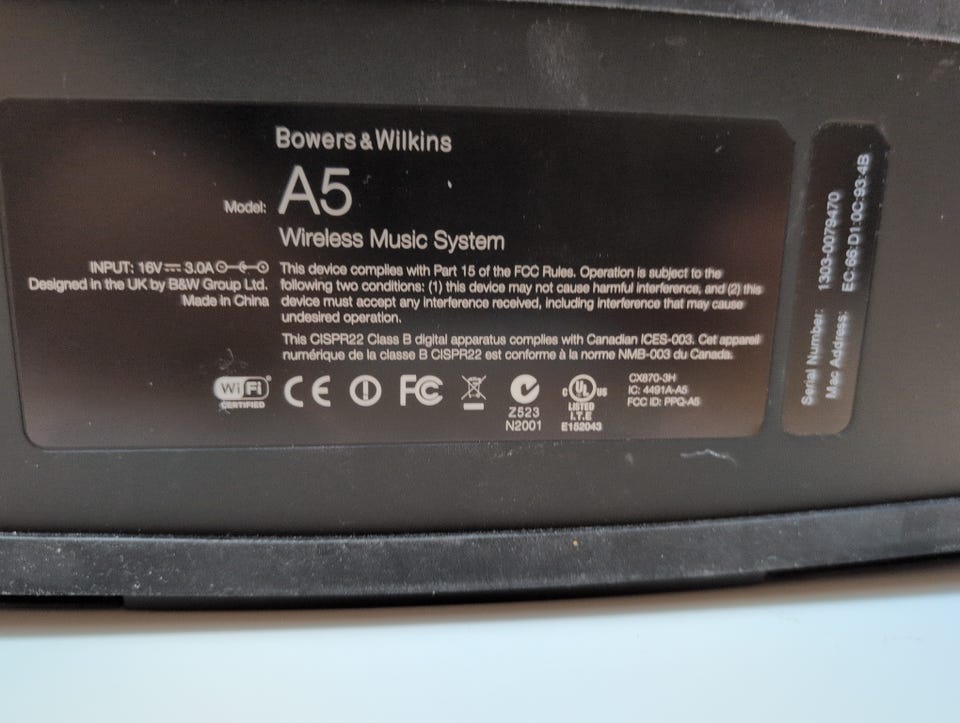 Bowers & Wilkins
Model: A5
Wireless Music System
INPUT: 16V 3.0A
Designed in the UK by B&W Group Ltd.
Made in China
This device complies with Part 15 of the FCC Rules. Operation is subject to the
following two conditions: (1) this device may not cause harmful interference, and (2) this
device must accept any interference received, including interference that may cause
undesired operation.
This CISPR22 Class B digital apparatus complies with Canadian ICES-003. Cet appareil
numérique de la classe B CISPR22 est conforme à la norme NMB-003 du Canada.
Wi Fi
CERTIFIED
CE
FC
Z523
N2001
C UL US
LISTED
I.T.E
E152043
CX870-3H
IC: 4491A-A5
FCC ID: PPQ-A5
Serial Number: 1303-0079470
Mac Address: EC:66:D1:0C:93:4B